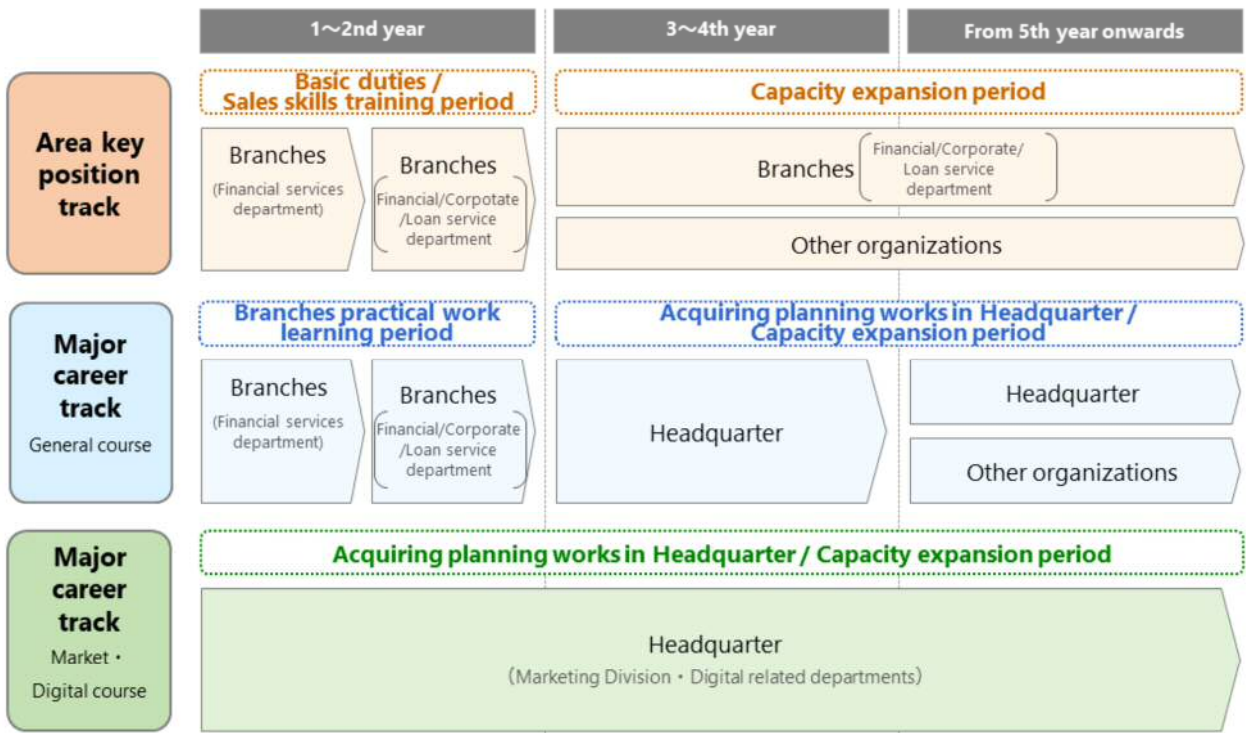 1～2nd year
3～4th year
From 5th year onwards
Area key
position
track
Basic duties /
Sales skills training period
Capacity expansion period
Branches
(Financial services
department)
Branches
Financial/Corpotate
/Loan service
department
Branches
Financial/Corporate/
Loan service
department
Other organizations
Major
career
track
General course
Branches practical work
learning period
Acquiring planning works in Headquarter /
Capacity expansion period
Branches
(Financial services
department)
Branches
Financial/Corporate
/Loan service
department
Headquarter
Headquarter
Other organizations
Major
career
track
Market・
Digital course
Acquiring planning works in Headquarter / Capacity expansion period
Headquarter
(Marketing Division・Digital related departments)